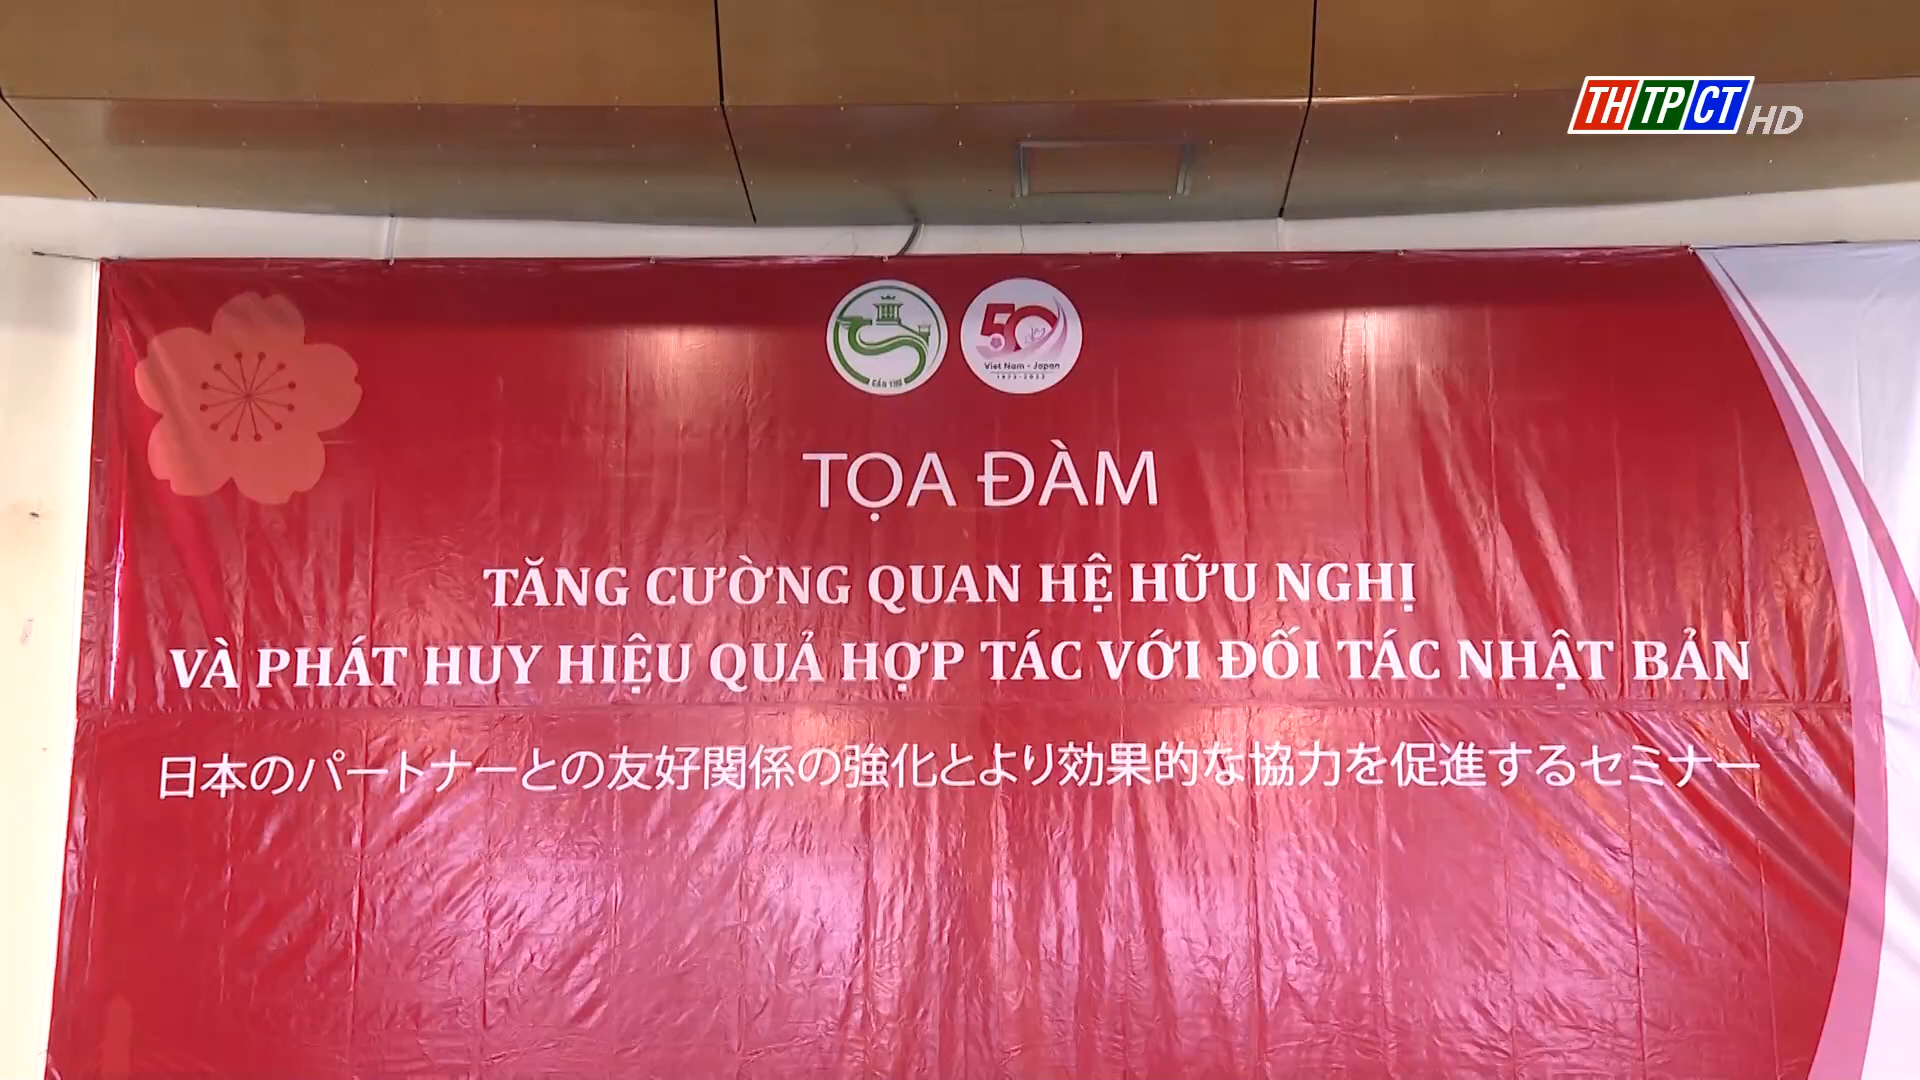 THTPCT HD
CẦN THƠ
50
Việt Nam - Japan
1973-2023
TỌA ĐÀM
TĂNG CƯỜNG QUAN HỆ HỮU NGHỊ
VÀ PHÁT HUY HIỆU QUẢ HỢP TÁC VỚI ĐỐI TÁC NHẬT BẢN
日本のパートナーとの友好関係の強化とより効果的な協力を促進するセミナー